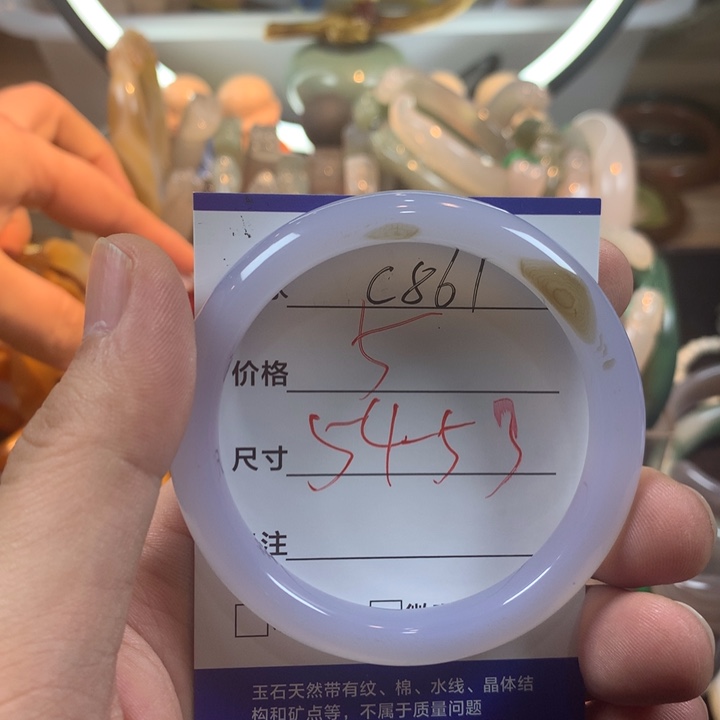 C861
价格 5
尺寸 54-53
注
玉石天然带有纹、棉、水线、晶体结
构和矿点等，不属于质量问题